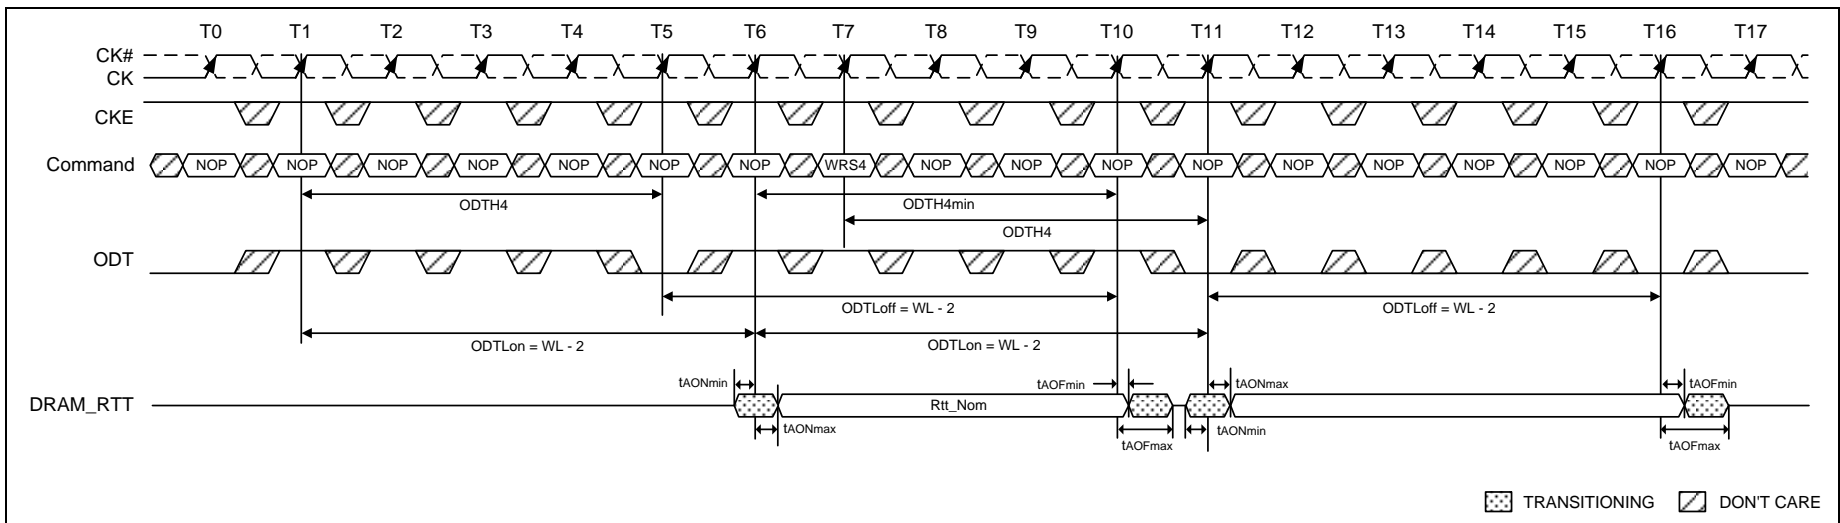 T0 T1 T2 T3 T4 T5 T6 T7 T8 T9 T10 T11 T12 T13 T14 T15 T16 T17
CK#
CK
CKE
Command NOP NOP NOP NOP NOP NOP NOP WRS4 NOP NOP NOP NOP NOP NOP NOP NOP NOP NOP
ODTH4 ODTH4min
ODTH4
ODT
ODTLoff = WL - 2 ODTLoff = WL - 2
ODTLon = WL - 2 ODTLon = WL - 2
tAONmin tAOFmin tAONmax tAOFmin
DRAM_RTT Rtt_Nom
tAONmax tAOFmax tAONmin tAOFmax
TRANSITIONING DON'T CARE